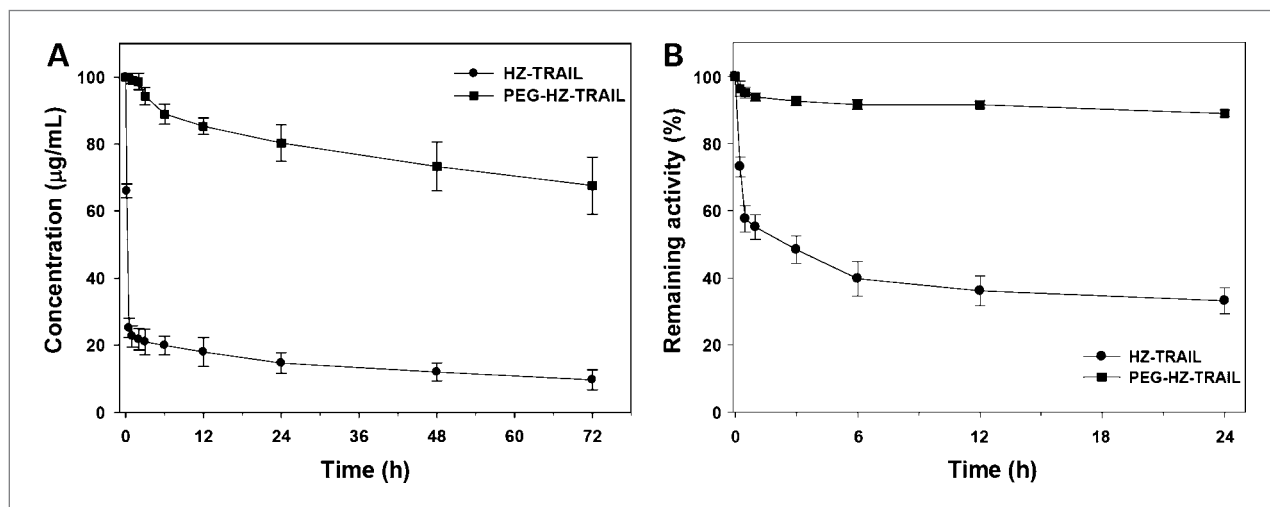 A
HZ-TRAIL
PEG-HZ-TRAIL
Concentration (μg/mL)
100
80
60
40
20
0
0 12 24 36 48 60 72
Time (h)
B
Remaining activity (%)
100
80
60
40
20
0
HZ-TRAIL
PEG-HZ-TRAIL
0 6 12 18 24
Time (h)